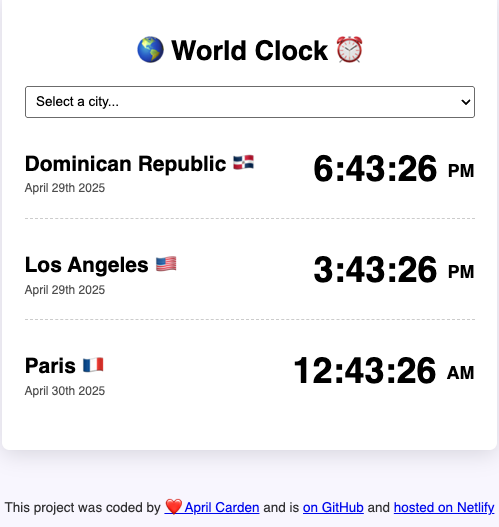 🌎 World Clock ⏰
Select a city...
Dominican Republic 🇩🇴 6:43:26 PM
April 29th 2025
Los Angeles 🇺🇸 3:43:26 PM
April 29th 2025
Paris 🇫🇷 12:43:26 AM
April 30th 2025
This project was coded by ❤️ April Carden and is on GitHub and hosted on Netlify